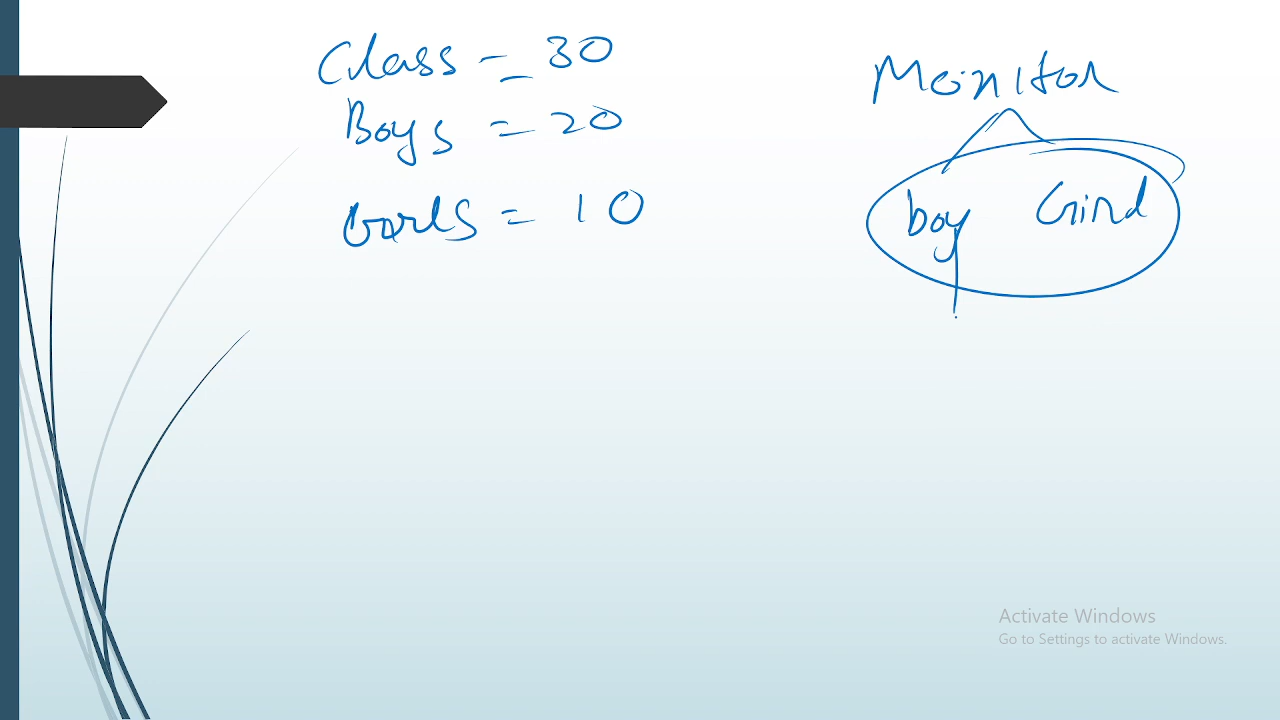 Class = 30
Boys = 20
Girls = 10
Monitor
boy Girl
Activate Windows
Go to Settings to activate Windows.